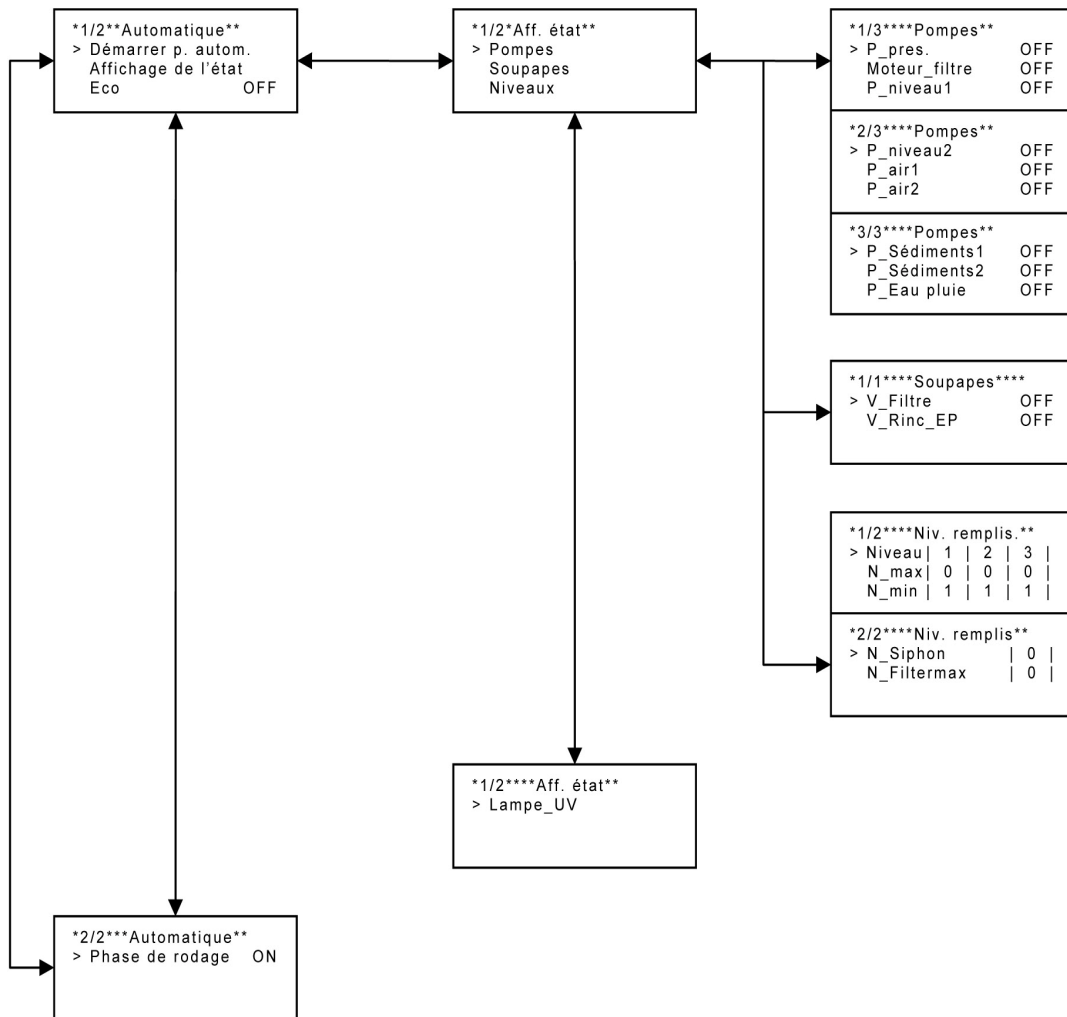 *1/2**Automatique**
> Démarrer p. autom.
Affichage de l'état
Eco OFF
*1/2*Aff. état**
> Pompes
Soupapes
Niveaux
*1/3****Pompes**
> P_pres. OFF
Moteur_filtre OFF
P_niveau1 OFF
*2/3****Pompes**
> P_niveau2 OFF
P_air1 OFF
P_air2 OFF
*3/3****Pompes**
> P_Sédiments1 OFF
P_Sédiments2 OFF
P_Eau pluie OFF
*1/1****Soupapes****
> V_Filtre OFF
V_Rinc_EP OFF
*1/2****Niv. remplis.**
> Niveau| 1 | 2 | 3 |
N_max| 0 | 0 | 0 |
N_min | 1 | 1 | 1 |
*2/2****Niv. remplis**
> N_Siphon | 0 |
N_Filtermax | 0 |
*1/2****Aff. état**
> Lampe_UV
*2/2***Automatique**
> Phase de rodage ON